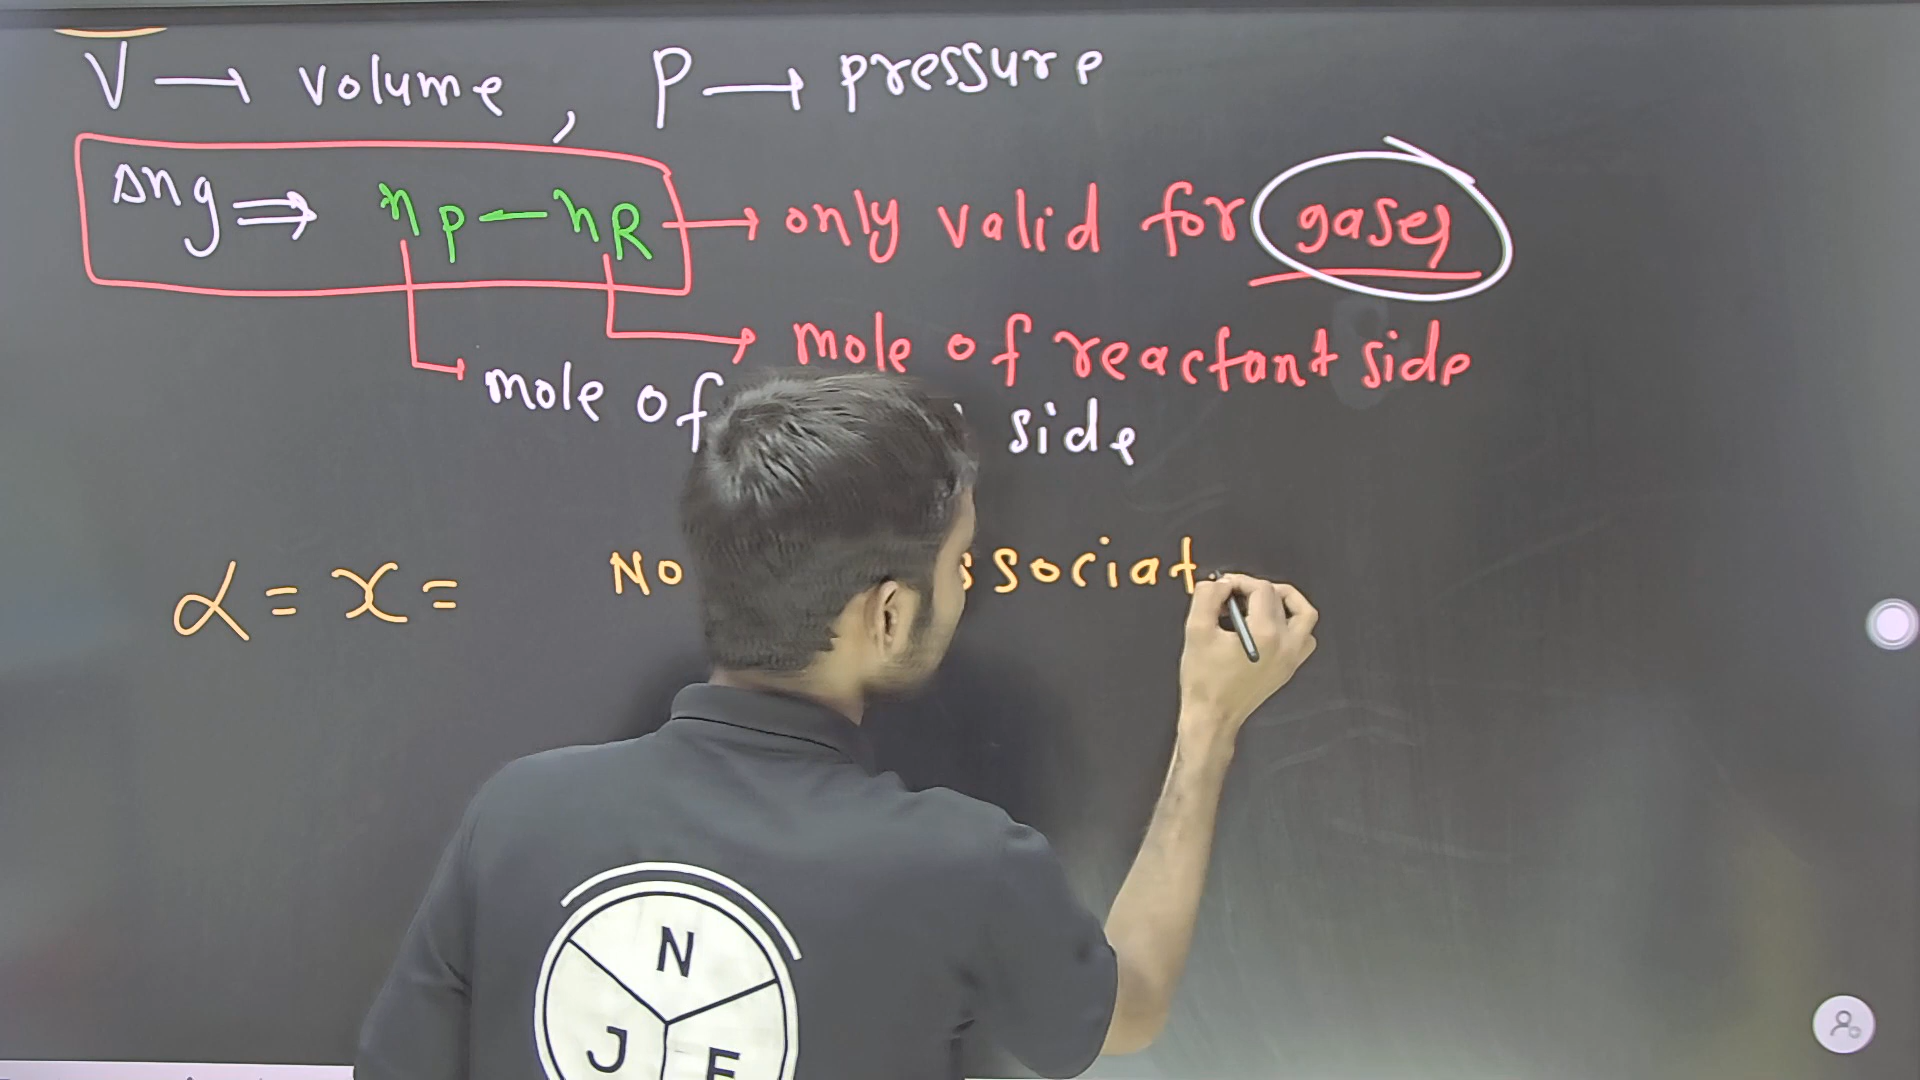 V → volume , P → pressure
Δng ⇒ nP - nR → only valid for gases
mole of reactant side
mole of side
α = x = No ssociat
N
J E